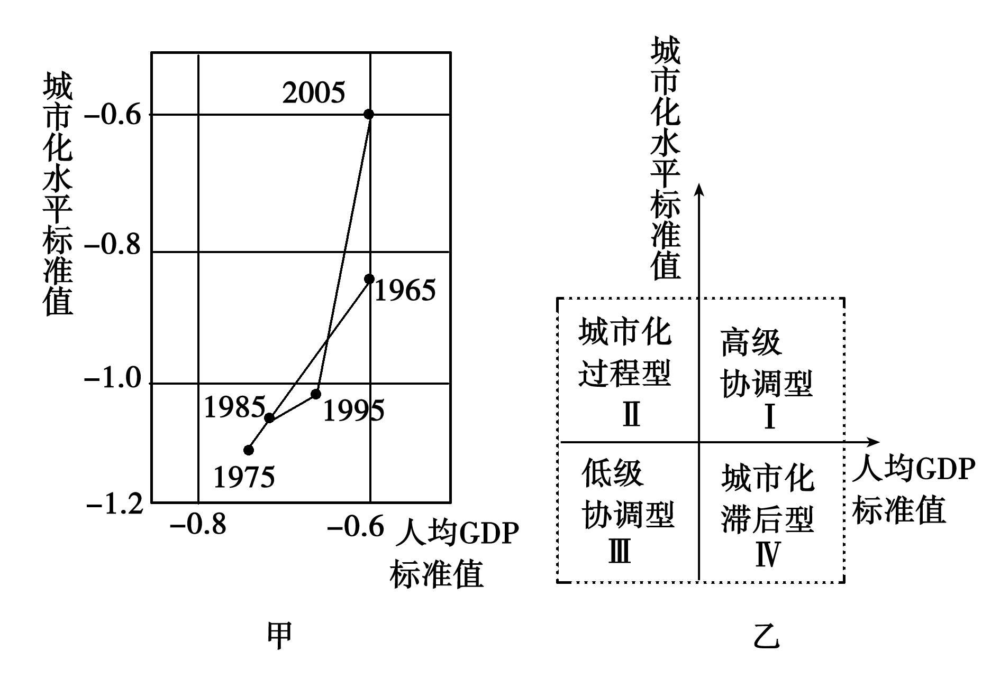 城市化水平标准值
-0.6
-0.8
-1.0
-1.2
2005
1965
1985
1995
1975
-0.8
-0.6
人均GDP
标准值
甲
城市化水平标准值
城市化
过程型
Ⅱ
高级
协调型
Ⅰ
低级
协调型
Ⅲ
城市化
滞后型
Ⅳ
人均GDP
标准值
乙